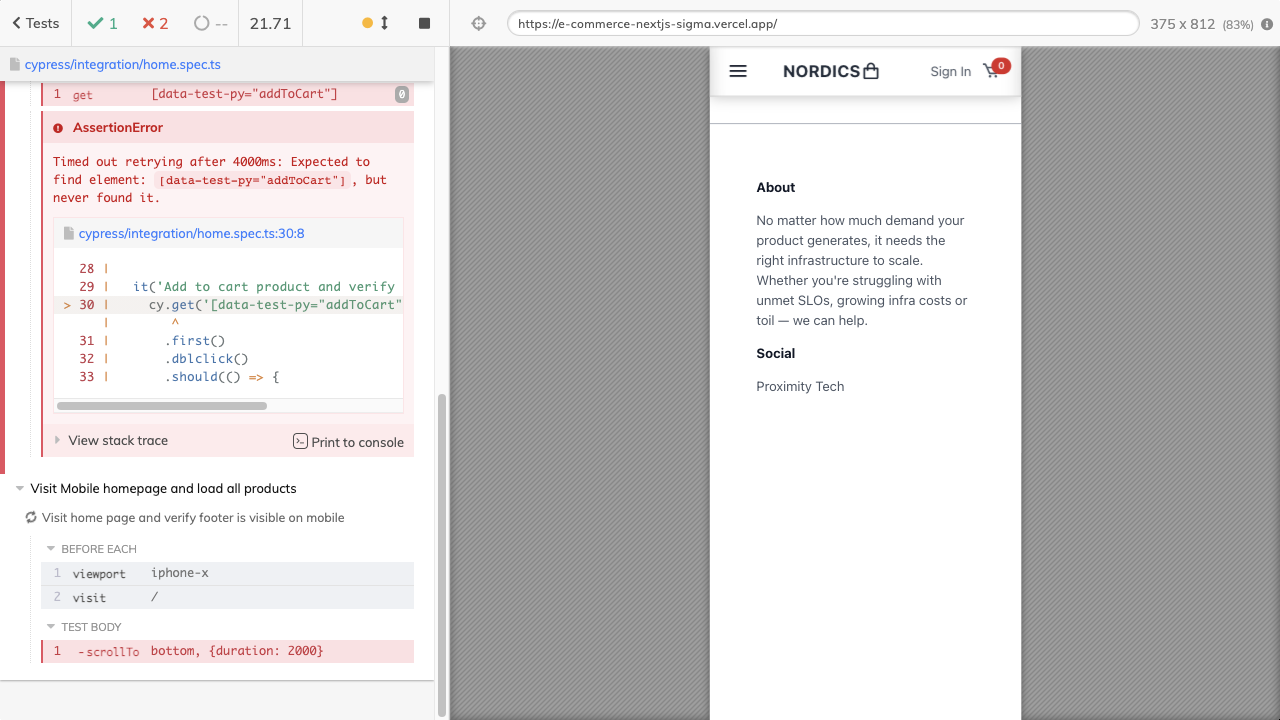 Tests
1
2
--
21.71
https://e-commerce-nextjs-sigma.vercel.app/
375 x 812 (83%)
cypress/integration/home.spec.ts
1 get [data-test-py="addToCart"] 0
AssertionError
Timed out retrying after 4000ms: Expected to
find element: [data-test-py="addToCart"], but
never found it.
cypress/integration/home.spec.ts:30:8
28 |
29 | it('Add to cart product and verify
> 30 | cy.get('[data-test-py="addToCart"
| ^
31 | .first()
32 | .dblclick()
33 | .should(() => {
View stack trace
Print to console
Visit Mobile homepage and load all products
Visit home page and verify footer is visible on mobile
BEFORE EACH
1 viewport iphone-x
2 visit /
TEST BODY
1 -scrollTo bottom, {duration: 2000}
NORDICS
Sign In
0
About
No matter how much demand your
product generates, it needs the
right infrastructure to scale.
Whether you're struggling with
unmet SLOs, growing infra costs or
toil — we can help.
Social
Proximity Tech